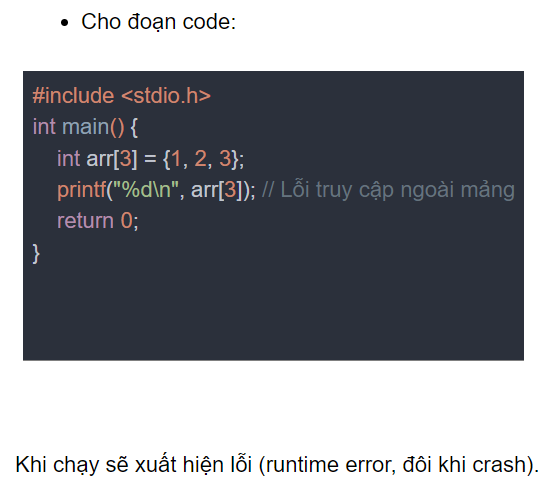 • Cho đoạn code:
#include <stdio.h>
int main() {
    int arr[3] = {1, 2, 3};
    printf("%d\n", arr[3]); // Lỗi truy cập ngoài mảng
    return 0;
}
Khi chạy sẽ xuất hiện lỗi (runtime error, đôi khi crash).